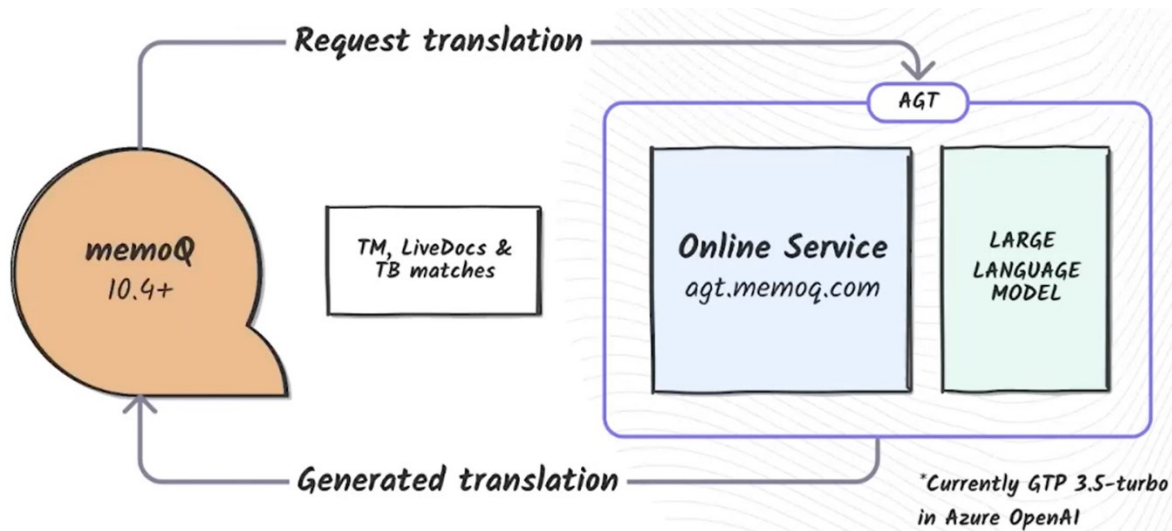 Request translation
AGT
memoQ
10.4+
TM, LiveDocs &
TB matches
Online Service
agt.memoq.com
LARGE
LANGUAGE
MODEL
Generated translation
*Currently GTP 3.5-turbo
in Azure OpenAI